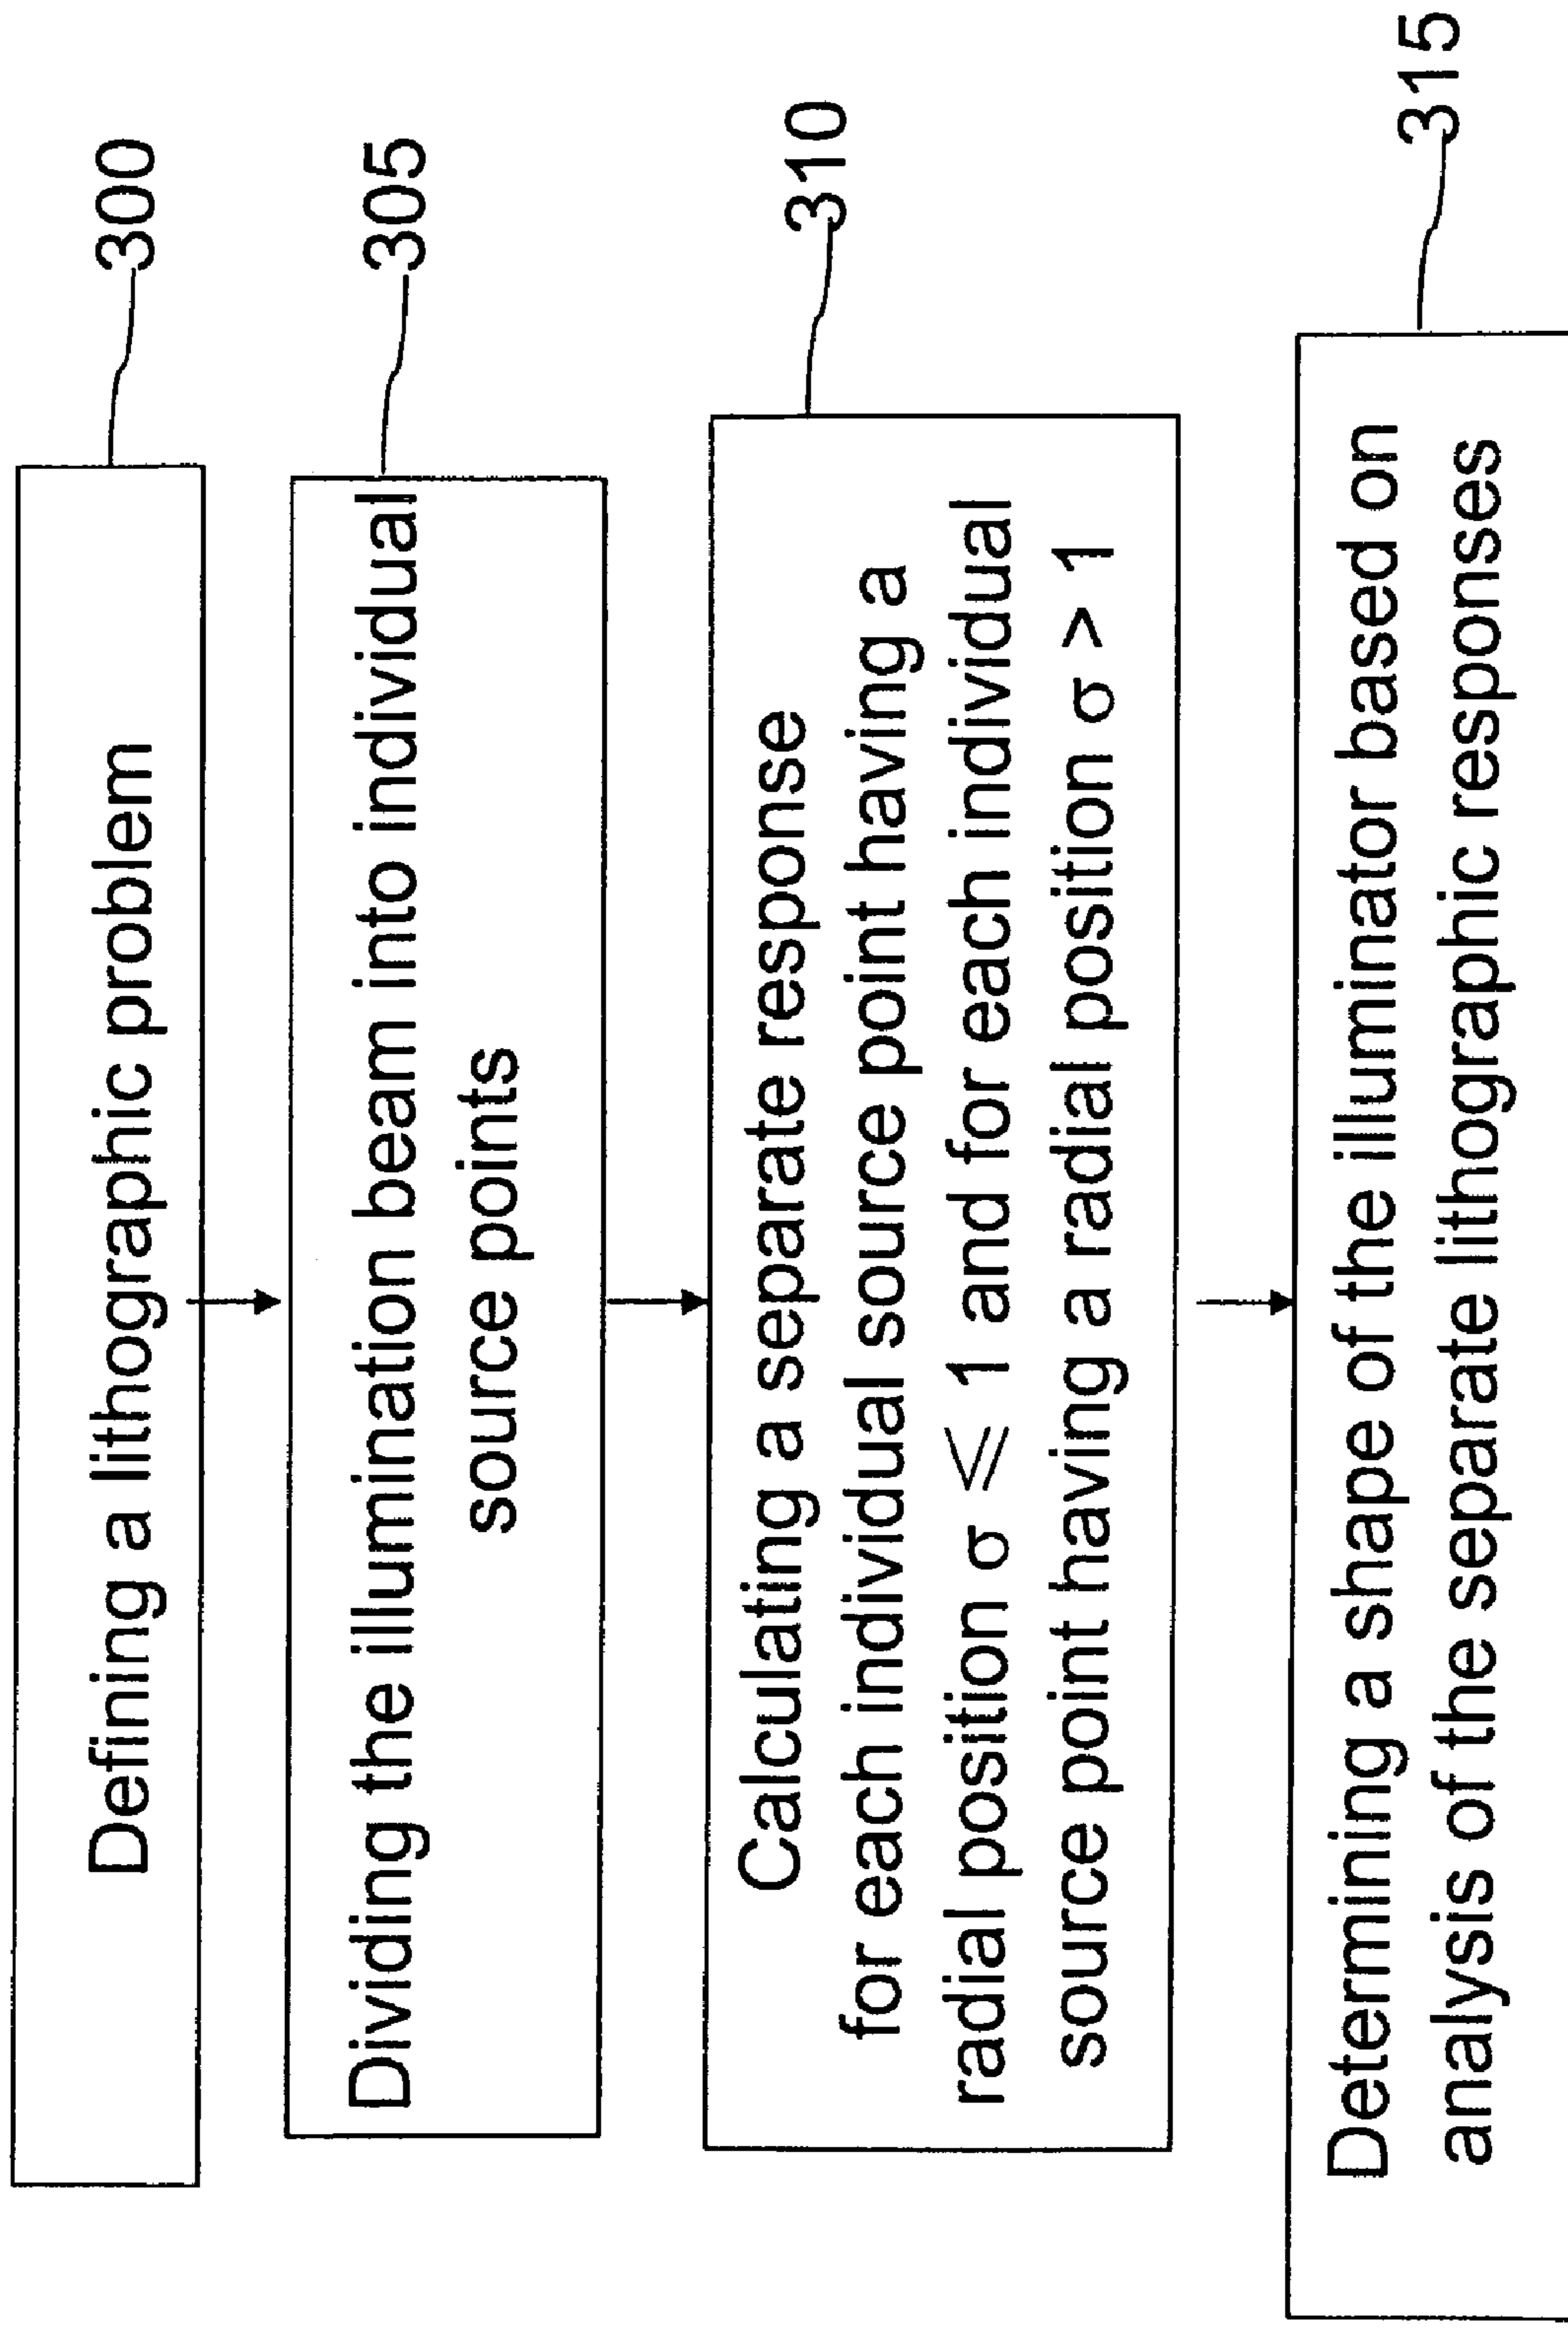 Defining a lithographic problem
300
Dividing the illumination beam into individual
source points
305
Calculating a separate response
for each individual source point having a
radial position σ ⩽ 1 and for each individual
source point having a radial position σ > 1
310
Determining a shape of the illuminator based on
analysis of the separate lithographic responses
315